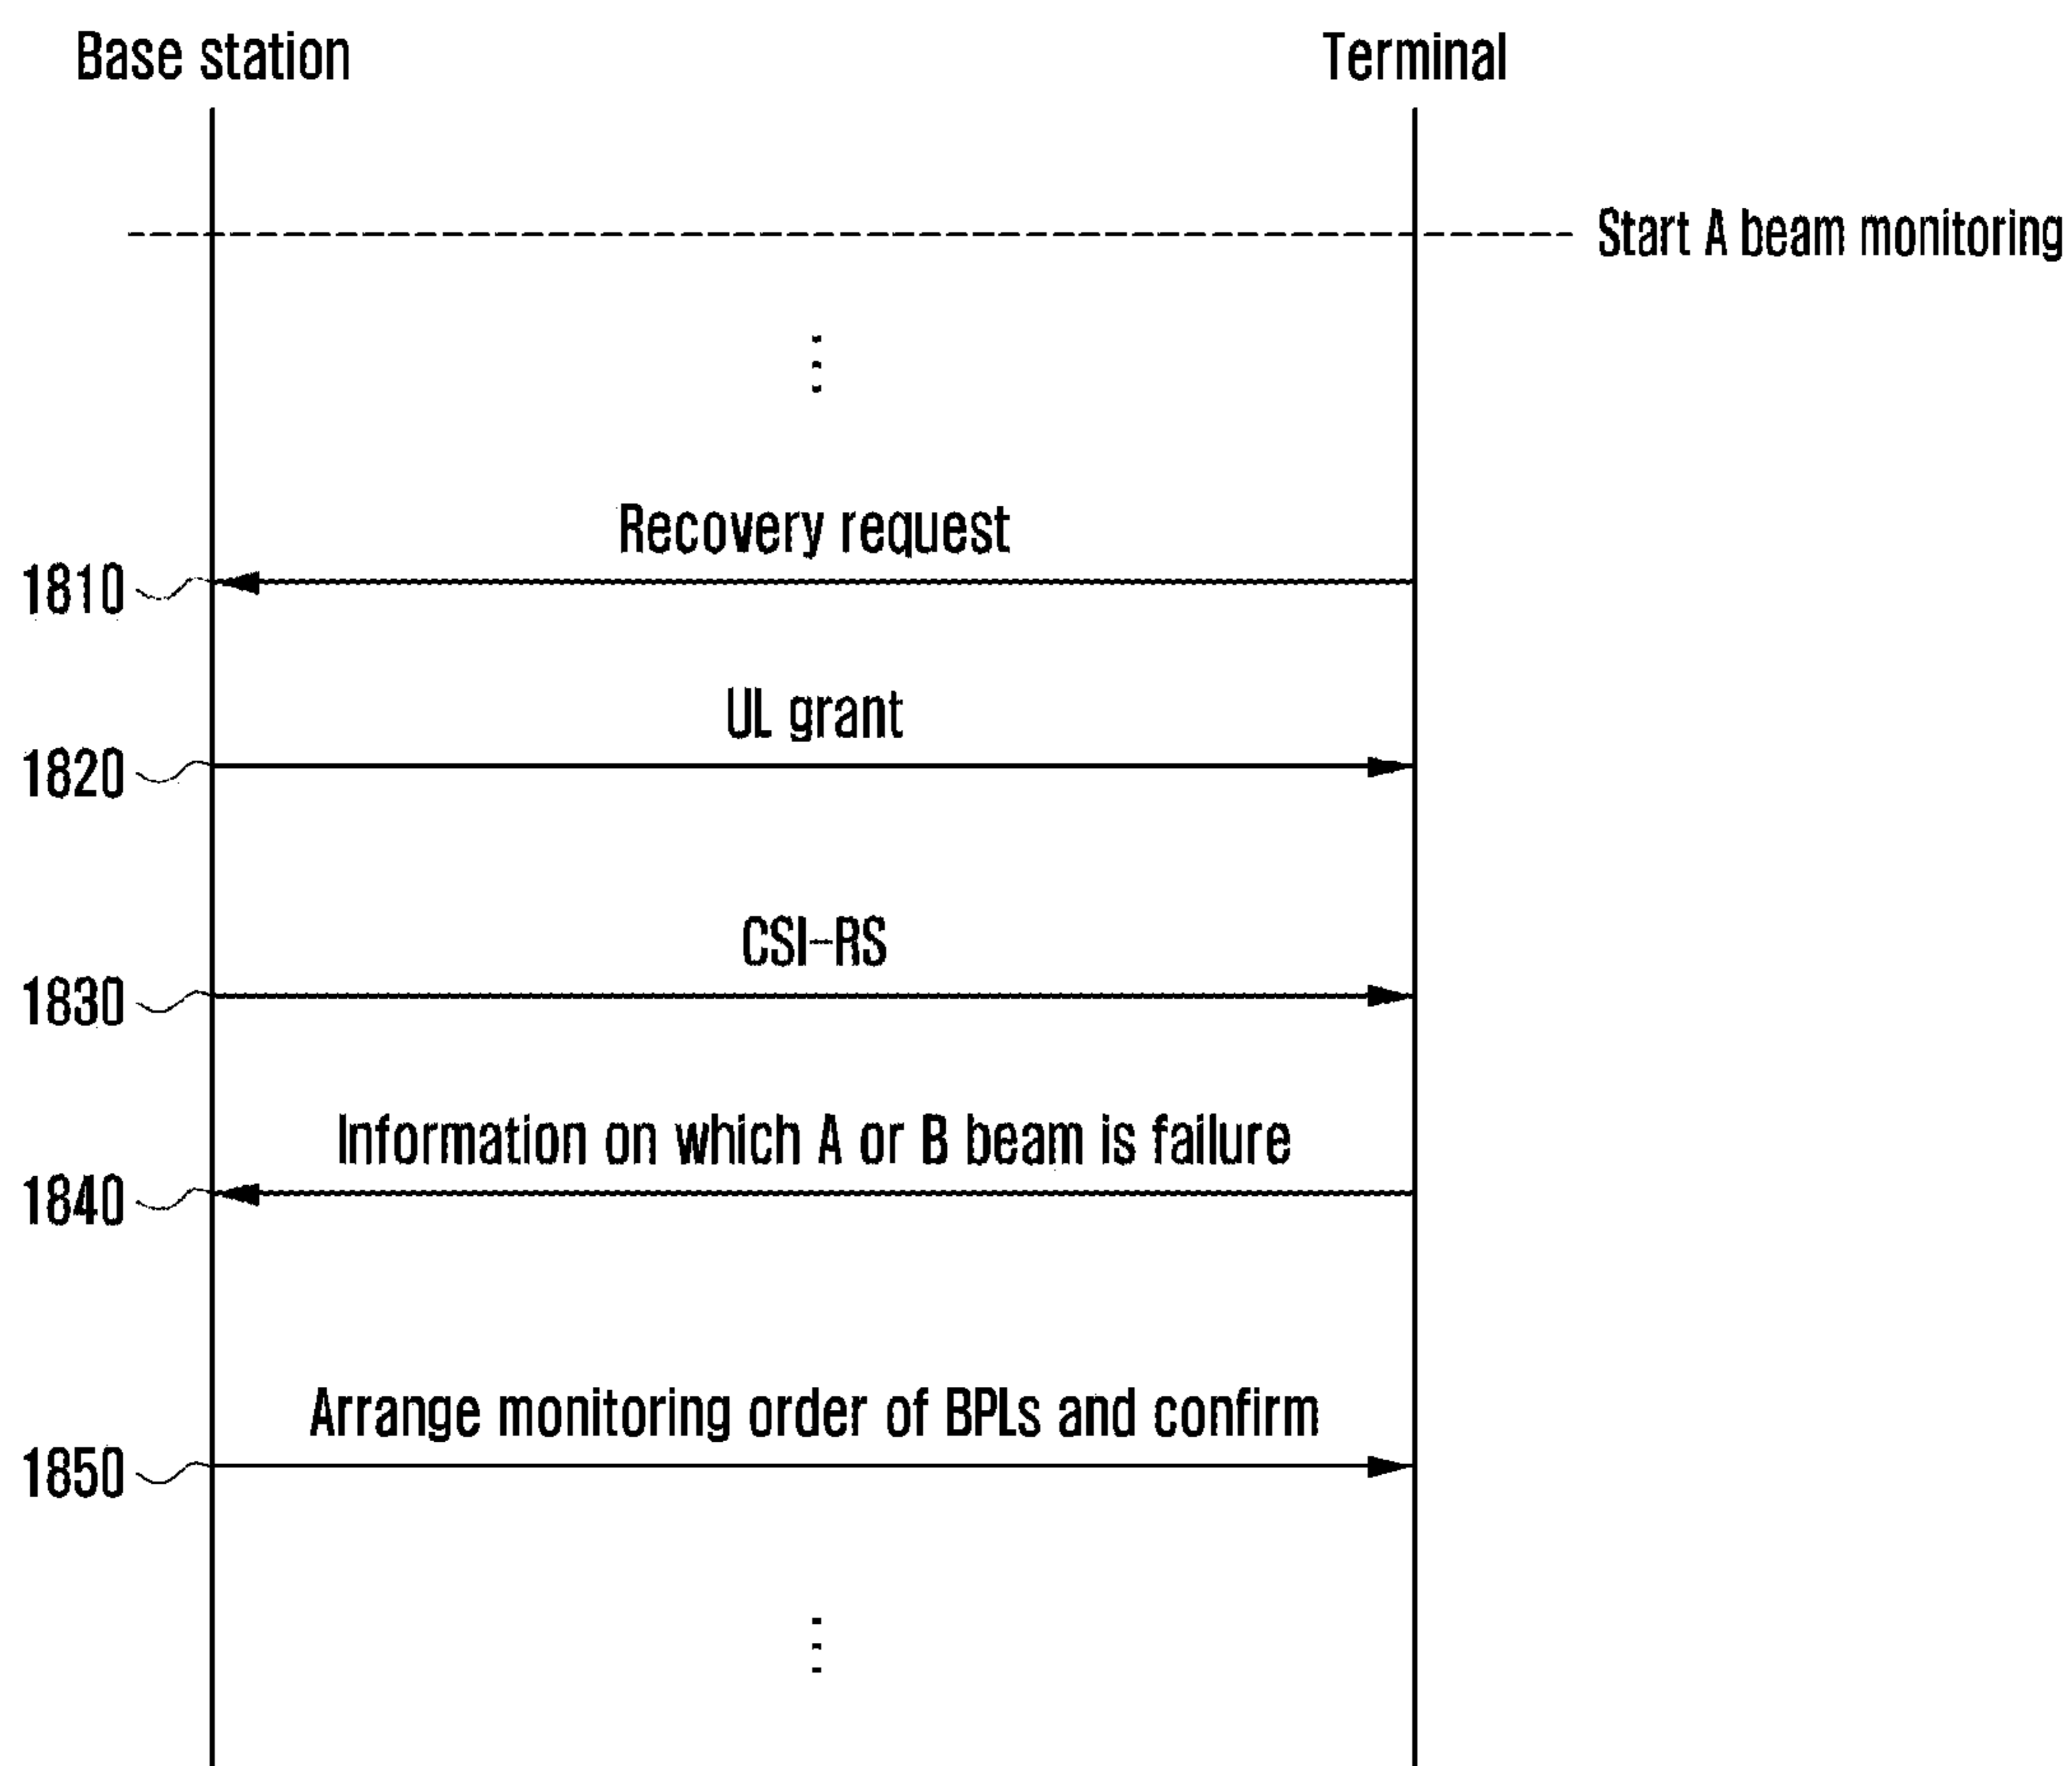 Base station
Terminal
Start A beam monitoring
Recovery request
1810
UL grant
1820
CSI-RS
1830
Information on which A or B beam is failure
1840
Arrange monitoring order of BPLs and confirm
1850